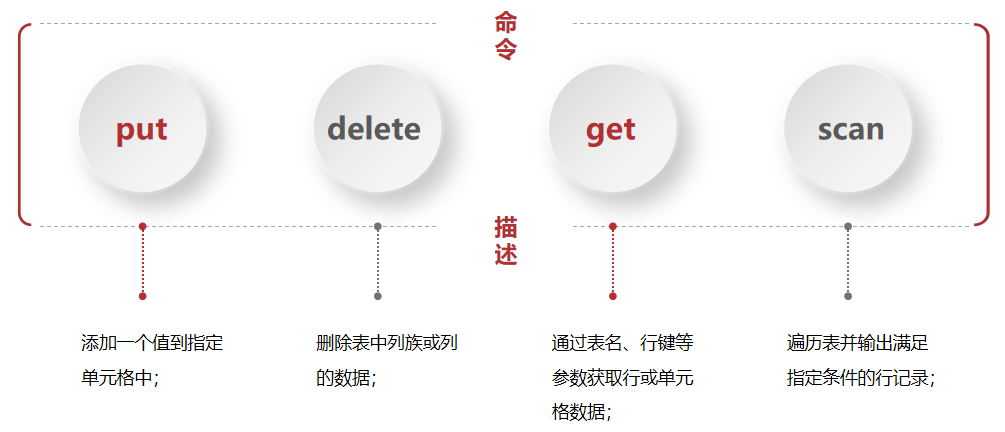 命
令
put
delete
get
scan
描
述
添加一个值到指定
单元格中；
删除表中列族或列
的数据；
通过表名、行键等
参数获取行或单元
格数据；
遍历表并输出满足
指定条件的行记录；